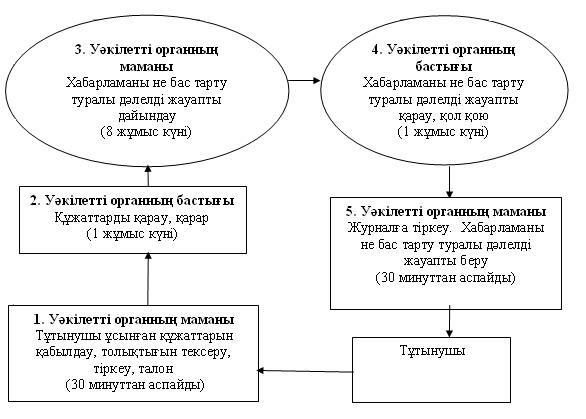 3. Уәкілетті органның
маманы
Хабарламаны не бас тарту
туралы дәлелді жауапты
дайындау
(8 жұмыс күні)
4. Уәкілетті органның
бастығы
Хабарламаны не бас тарту
туралы дәлелді жауапты
қарау, қол қою
(1 жұмыс күні)
2. Уәкілетті органның бастығы
Құжаттарды қарау, қарар
(1 жұмыс күні)
5. Уәкілетті органның маманы
Журналға тіркеу. Хабарламаны
не бас тарту туралы дәлелді
жауапты беру
(30 минуттан аспайды)
1. Уәкілетті органның маманы
Тұтынушы ұсынған құжаттарын
қабылдау, толықтығын тексеру,
тіркеу, талон
(30 минуттан аспайды)
Тұтынушы